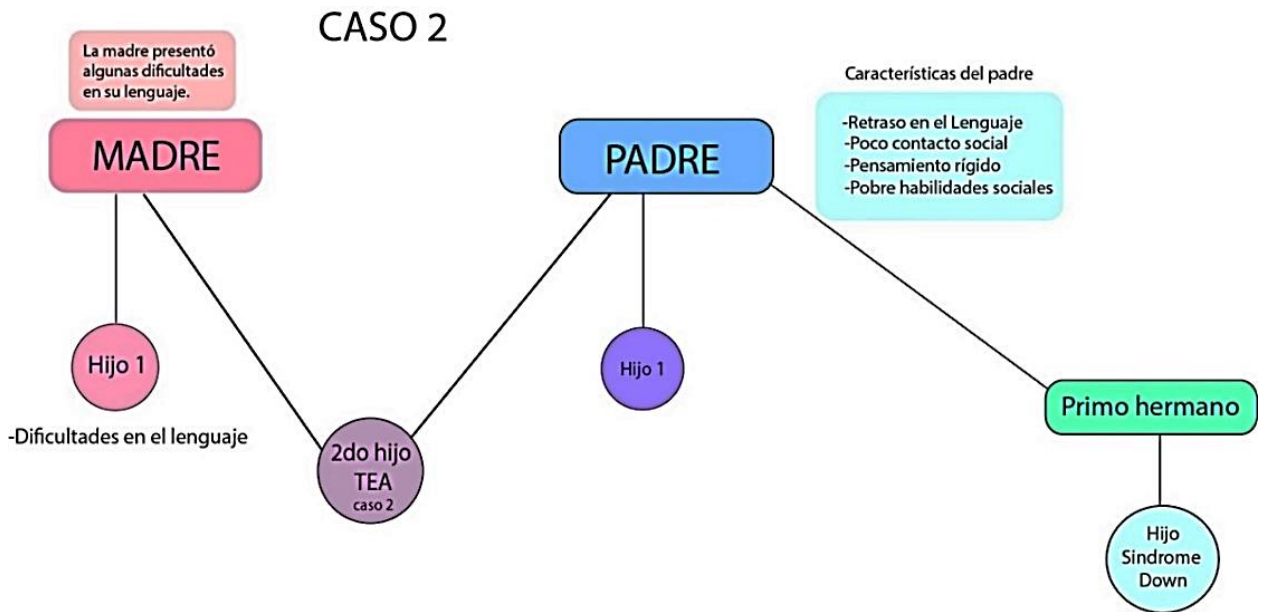 CASO 2
La madre presentó
algunas dificultades
en su lenguaje.
MADRE
PADRE
Características del padre
-Retraso en el Lenguaje
-Poco contacto social
-Pensamiento rígido
-Pobre habilidades sociales
Hijo 1
-Dificultades en el lenguaje
2do hijo
TEA
caso 2
Hijo 1
Primo hermano
Hijo
Sindrome
Down